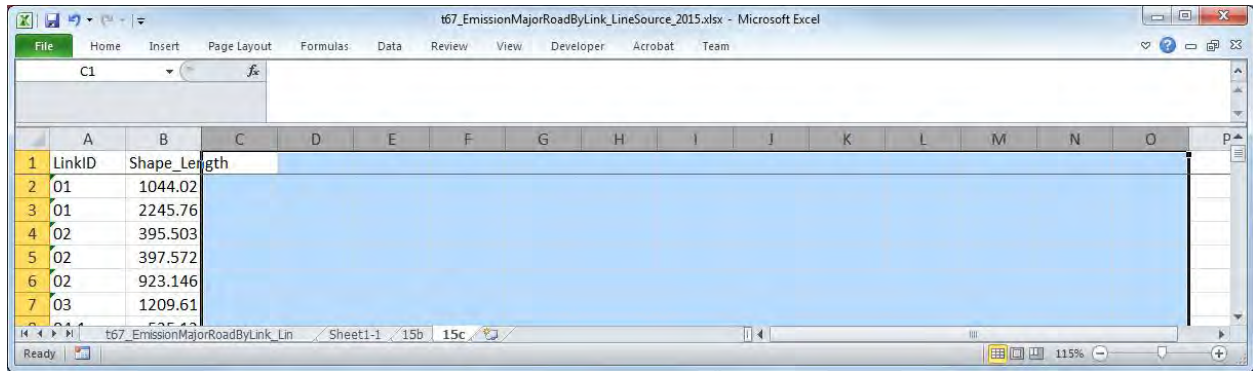 t67_EmissionMajorRoadByLink_LineSource_2015.xlsx - Microsoft Excel
File Home Insert Page Layout Formulas Data Review View Developer Acrobat Team
C1 fx
A B C D E F G H I J K L M N O P
1 LinkID Shape_Length
2 01 1044.02
3 01 2245.76
4 02 395.503
5 02 397.572
6 02 923.146
7 03 1209.61
t67_EmissionMajorRoadByLink_Lin Sheet1-1 15b 15c
Ready 115%